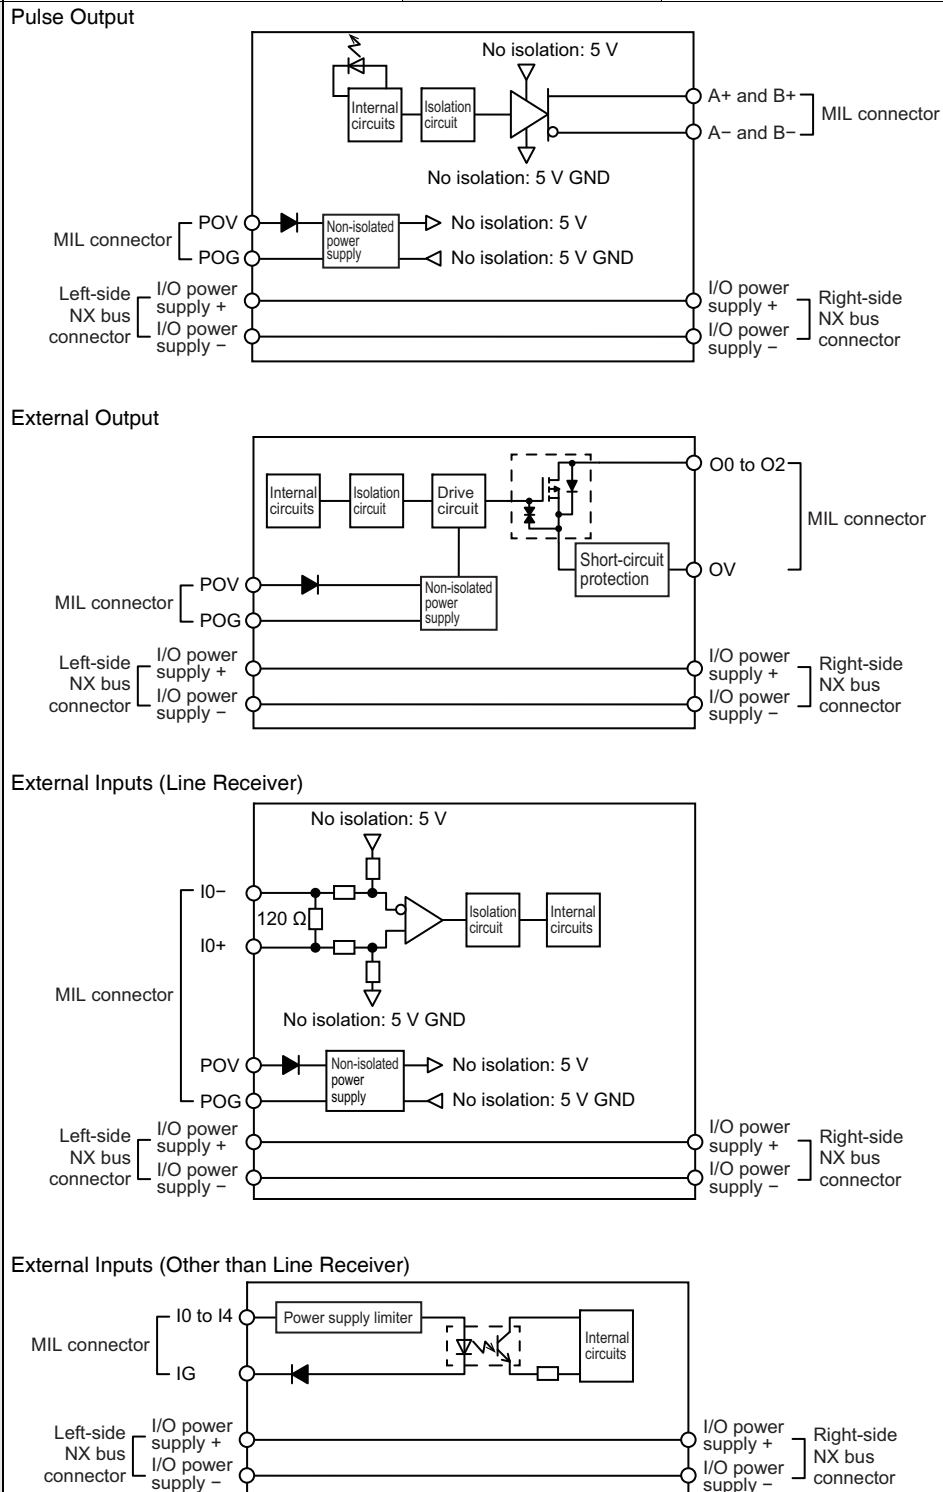 Pulse Output
No isolation: 5 V
Internal
circuits
Isolation
circuit
A+ and B+
A− and B−
MIL connector
No isolation: 5 V GND
MIL connector
POV
POG
Non-isolated
power
supply
No isolation: 5 V
No isolation: 5 V GND
Left-side
NX bus
connector
I/O power
supply +
I/O power
supply −
I/O power
supply +
I/O power
supply −
Right-side
NX bus
connector
External Output
Internal
circuits
Isolation
circuit
Drive
circuit
O0 to O2
MIL connector
Short-circuit
protection
OV
MIL connector
POV
POG
Non-isolated
power
supply
Left-side
NX bus
connector
I/O power
supply +
I/O power
supply −
I/O power
supply +
I/O power
supply −
Right-side
NX bus
connector
External Inputs (Line Receiver)
No isolation: 5 V
I0−
120 Ω
I0+
Isolation
circuit
Internal
circuits
MIL connector
No isolation: 5 V GND
POV
POG
Non-isolated
power
supply
No isolation: 5 V
No isolation: 5 V GND
Left-side
NX bus
connector
I/O power
supply +
I/O power
supply −
I/O power
supply +
I/O power
supply −
Right-side
NX bus
connector
External Inputs (Other than Line Receiver)
I0 to I4
Power supply limiter
MIL connector
IG
Internal
circuits
Left-side
NX bus
connector
I/O power
supply +
I/O power
supply −
I/O power
supply +
I/O power
supply −
Right-side
NX bus
connector